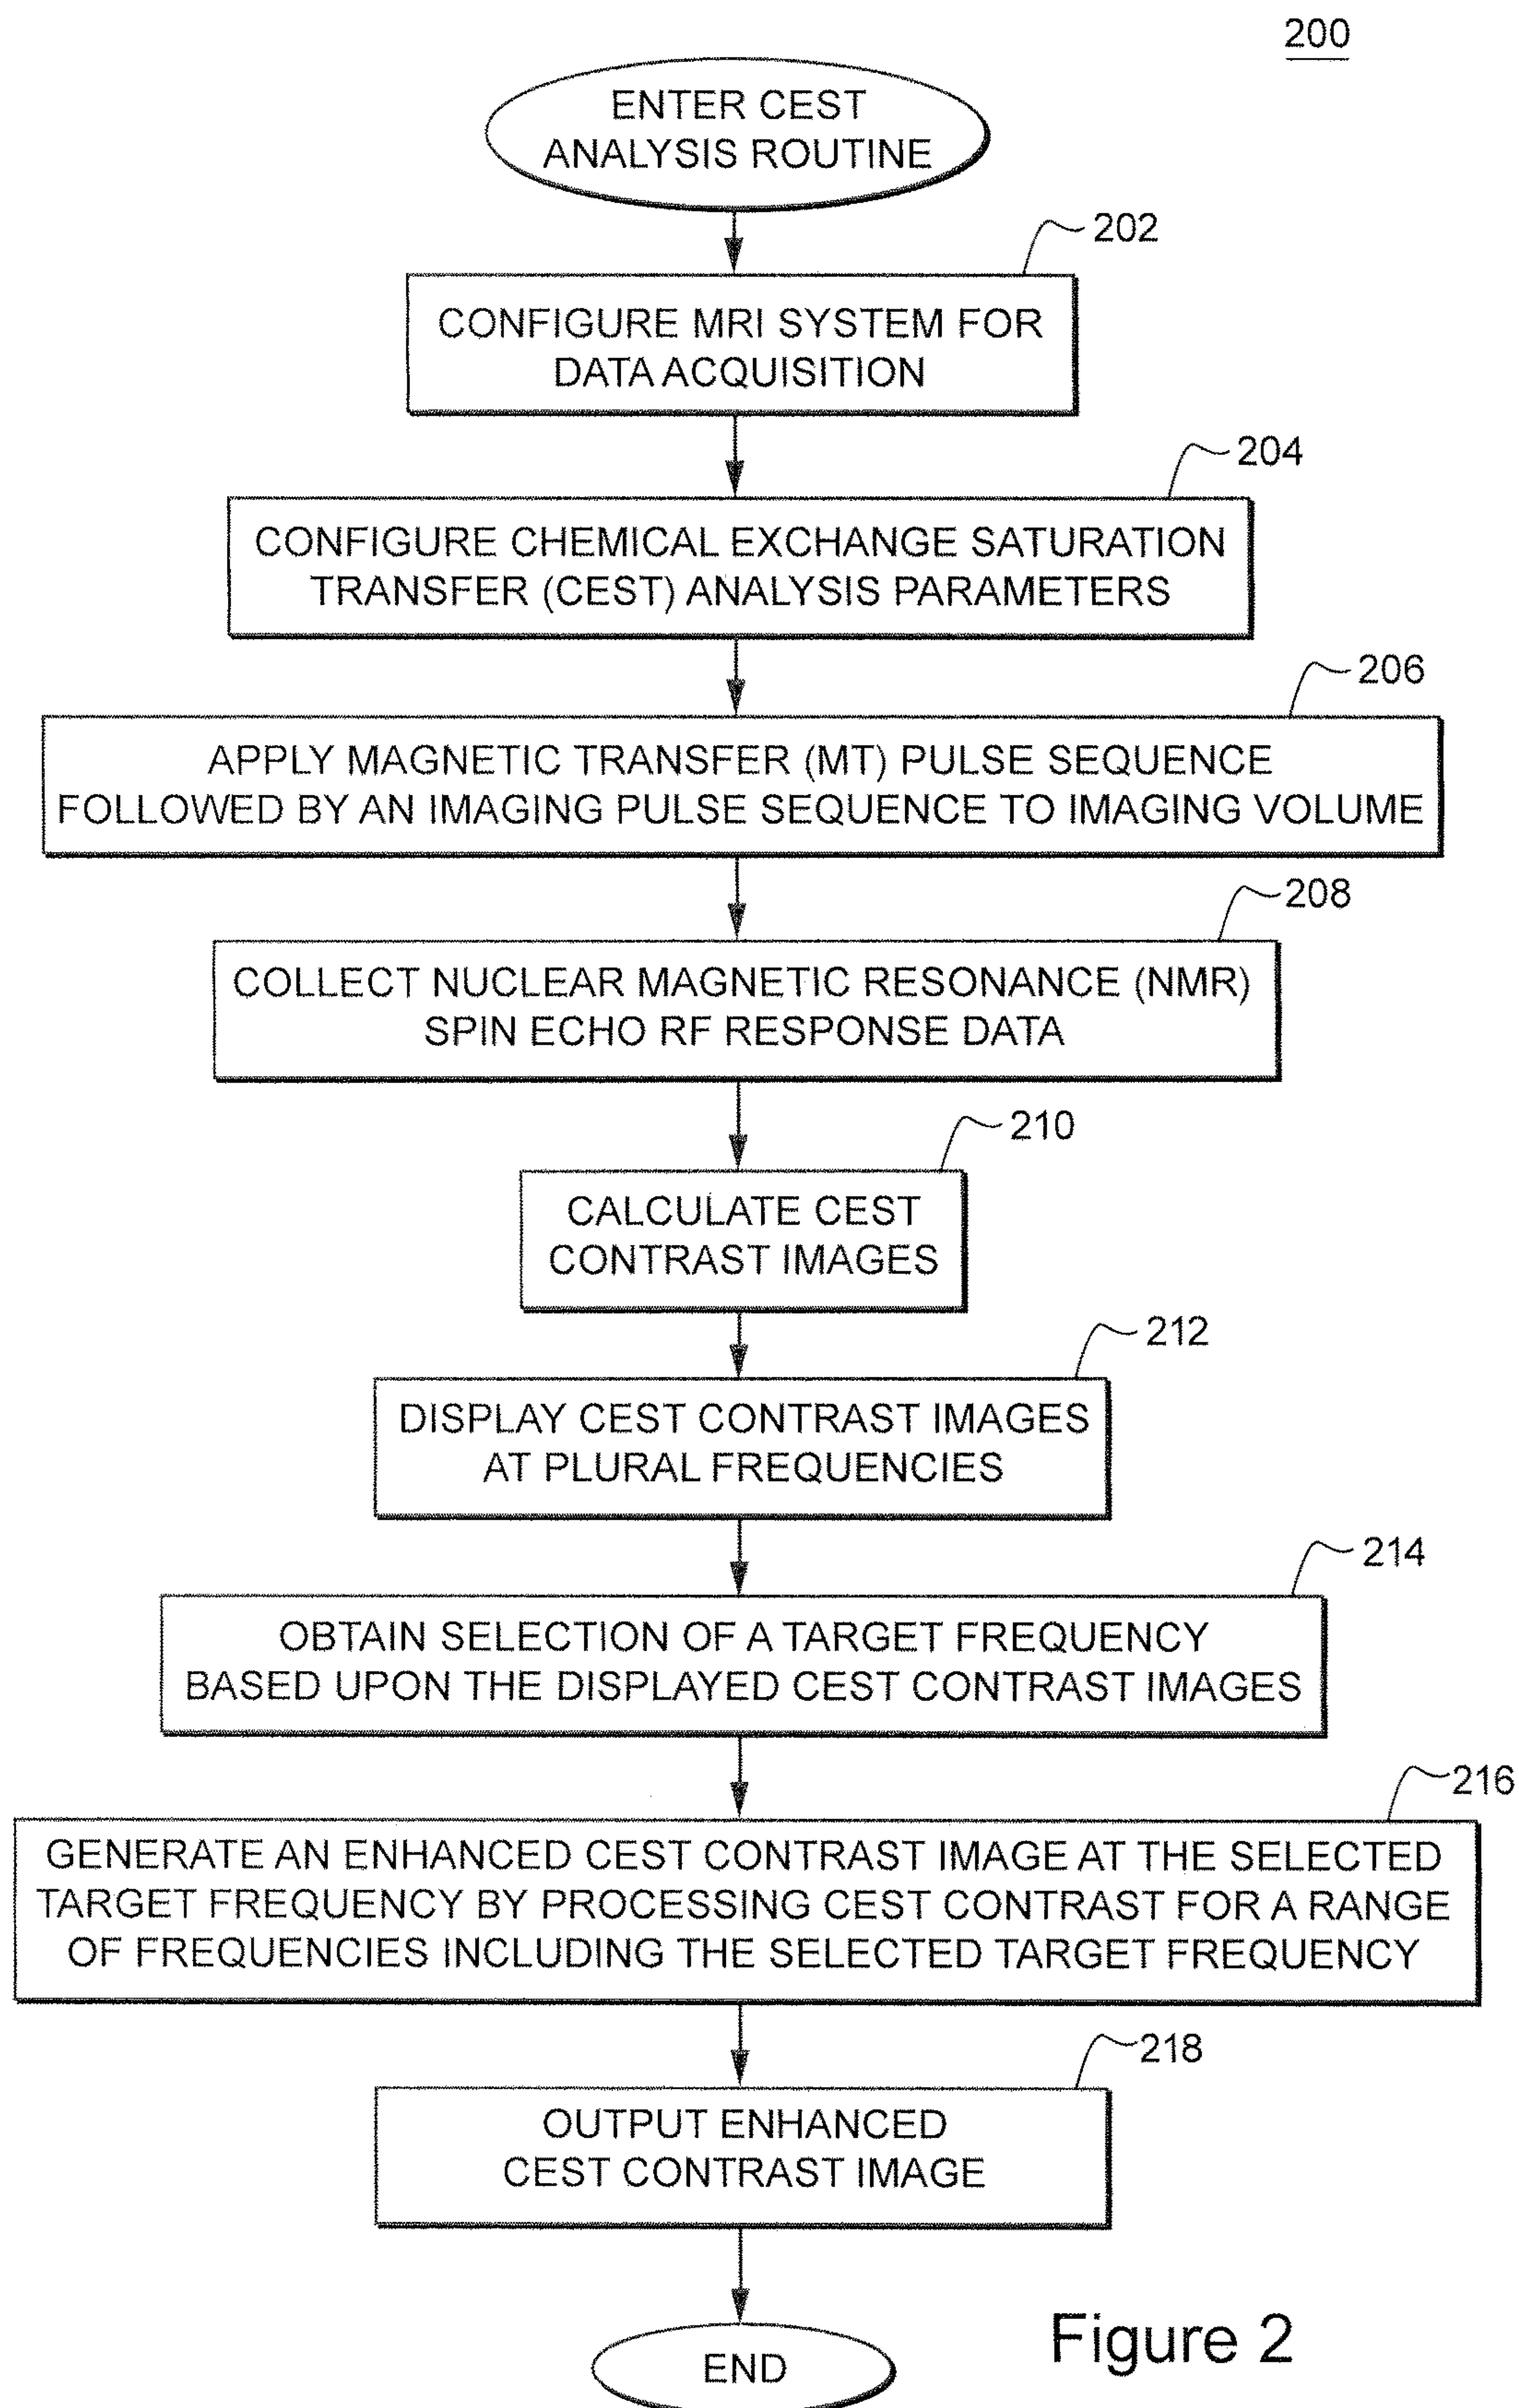 200
ENTER CEST
ANALYSIS ROUTINE
202
CONFIGURE MRI SYSTEM FOR
DATA ACQUISITION
204
CONFIGURE CHEMICAL EXCHANGE SATURATION
TRANSFER (CEST) ANALYSIS PARAMETERS
206
APPLY MAGNETIC TRANSFER (MT) PULSE SEQUENCE
FOLLOWED BY AN IMAGING PULSE SEQUENCE TO IMAGING VOLUME
208
COLLECT NUCLEAR MAGNETIC RESONANCE (NMR)
SPIN ECHO RF RESPONSE DATA
210
CALCULATE CEST
CONTRAST IMAGES
212
DISPLAY CEST CONTRAST IMAGES
AT PLURAL FREQUENCIES
214
OBTAIN SELECTION OF A TARGET FREQUENCY
BASED UPON THE DISPLAYED CEST CONTRAST IMAGES
216
GENERATE AN ENHANCED CEST CONTRAST IMAGE AT THE SELECTED
TARGET FREQUENCY BY PROCESSING CEST CONTRAST FOR A RANGE
OF FREQUENCIES INCLUDING THE SELECTED TARGET FREQUENCY
218
OUTPUT ENHANCED
CEST CONTRAST IMAGE
END
Figure 2